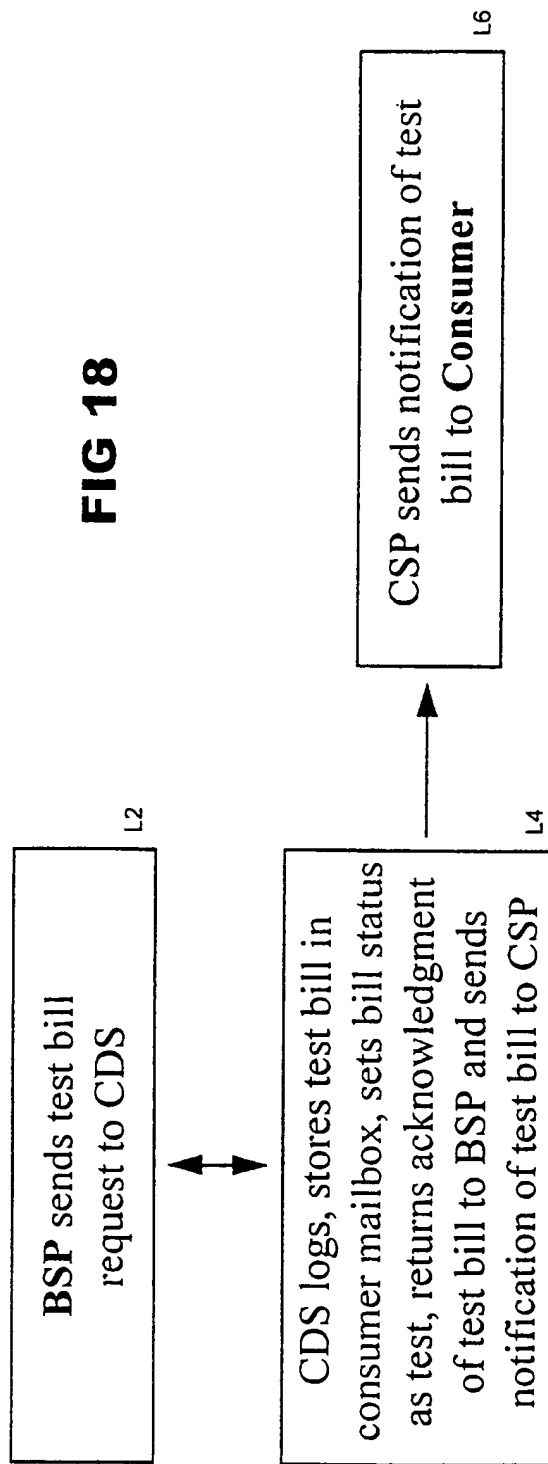 FIG 18
BSP sends test bill
request to CDS
L2
CDS logs, stores test bill in
consumer mailbox, sets bill status
as test, returns acknowledgment
of test bill to BSP and sends
notification of test bill to CSP
L4
CSP sends notification of test
bill to Consumer
L6